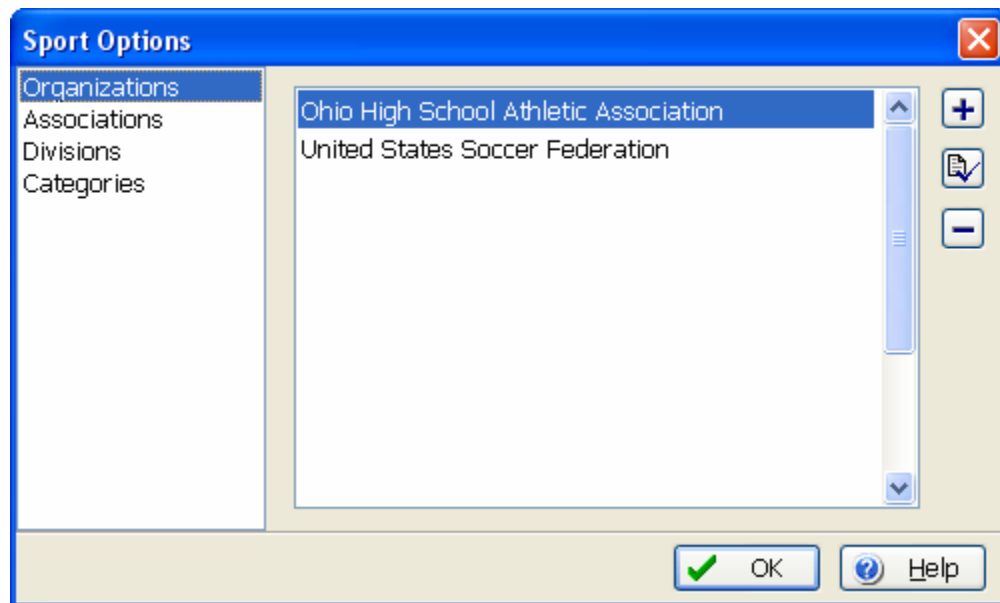 Sport Options
Organizations
Associations
Divisions
Categories
Ohio High School Athletic Association
United States Soccer Federation
OK
Help